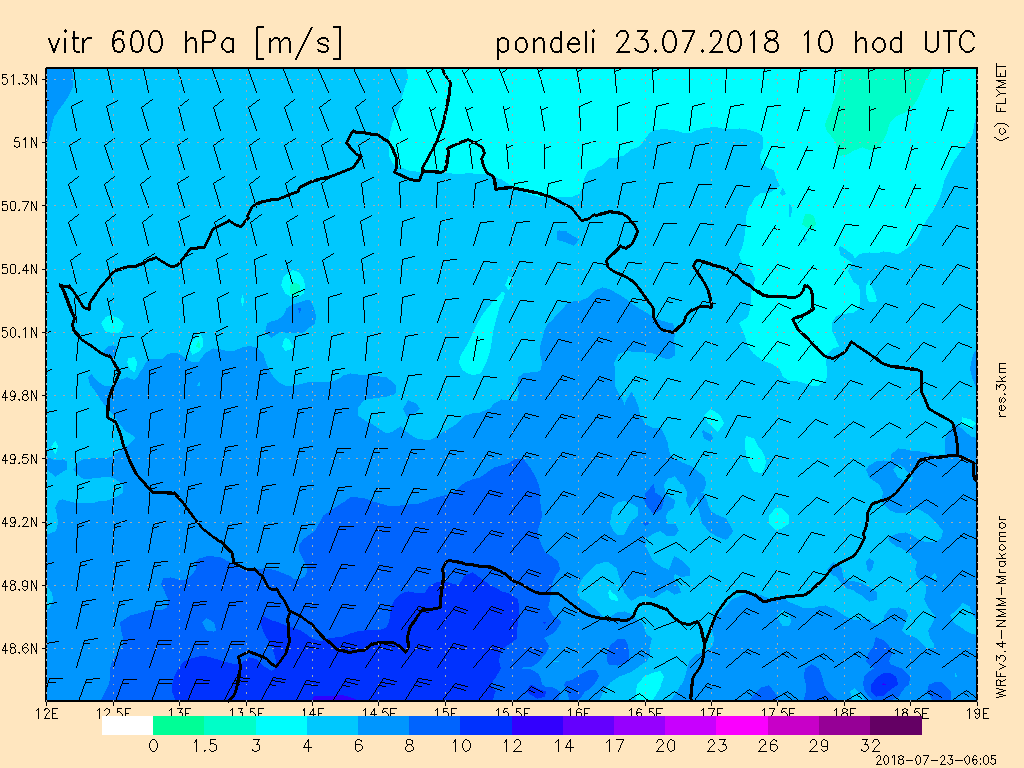 vitr 600 hPa [m/s] pondeli 23.07.2018 10 hod UTC
(c) FLYMET
51.3N
51N
50.7N
50.4N
50.1N
49.8N
49.5N
49.2N
48.9N
48.6N
res.3km
WRFv3.4-NMM-Mrakomor
12E 12.5E 13E 13.5E 14E 14.5E 15E 15.5E 16E 16.5E 17E 17.5E 18E 18.5E 19E
0 1.5 3 4 6 8 10 12 14 17 20 23 26 29 32
2018-07-23-06:05